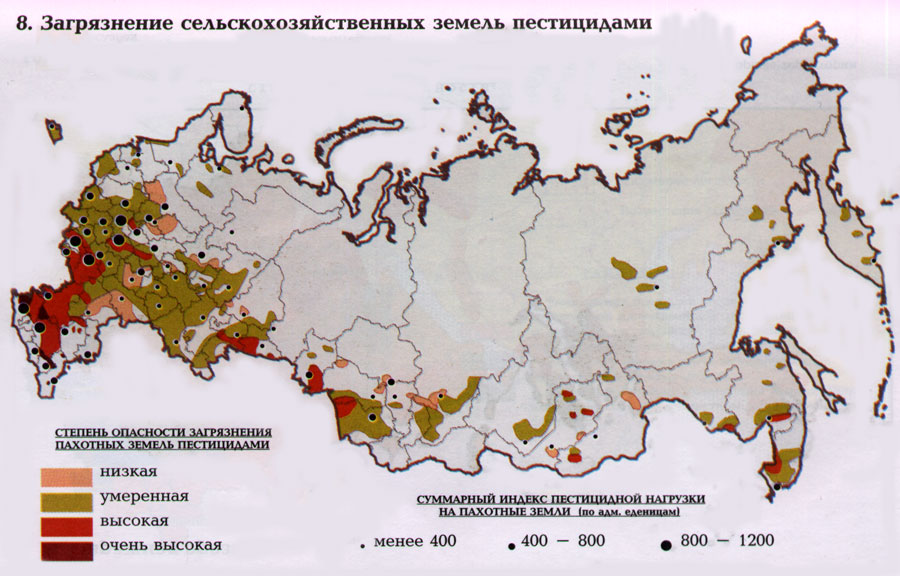 8. Загрязнение сельскохозяйственных земель пестицидами
СТЕПЕНЬ ОПАСНОСТИ ЗАГРЯЗНЕНИЯ
ПАХОТНЫХ ЗЕМЕЛЬ ПЕСТИЦИДАМИ
низкая
умеренная
высокая
очень высокая
СУММАРНЫЙ ИНДЕКС ПЕСТИЦИДНОЙ НАГРУЗКИ
НА ПАХОТНЫЕ ЗЕМЛИ (по адм. еденицам)
менее 400
400 — 800
800 — 1200